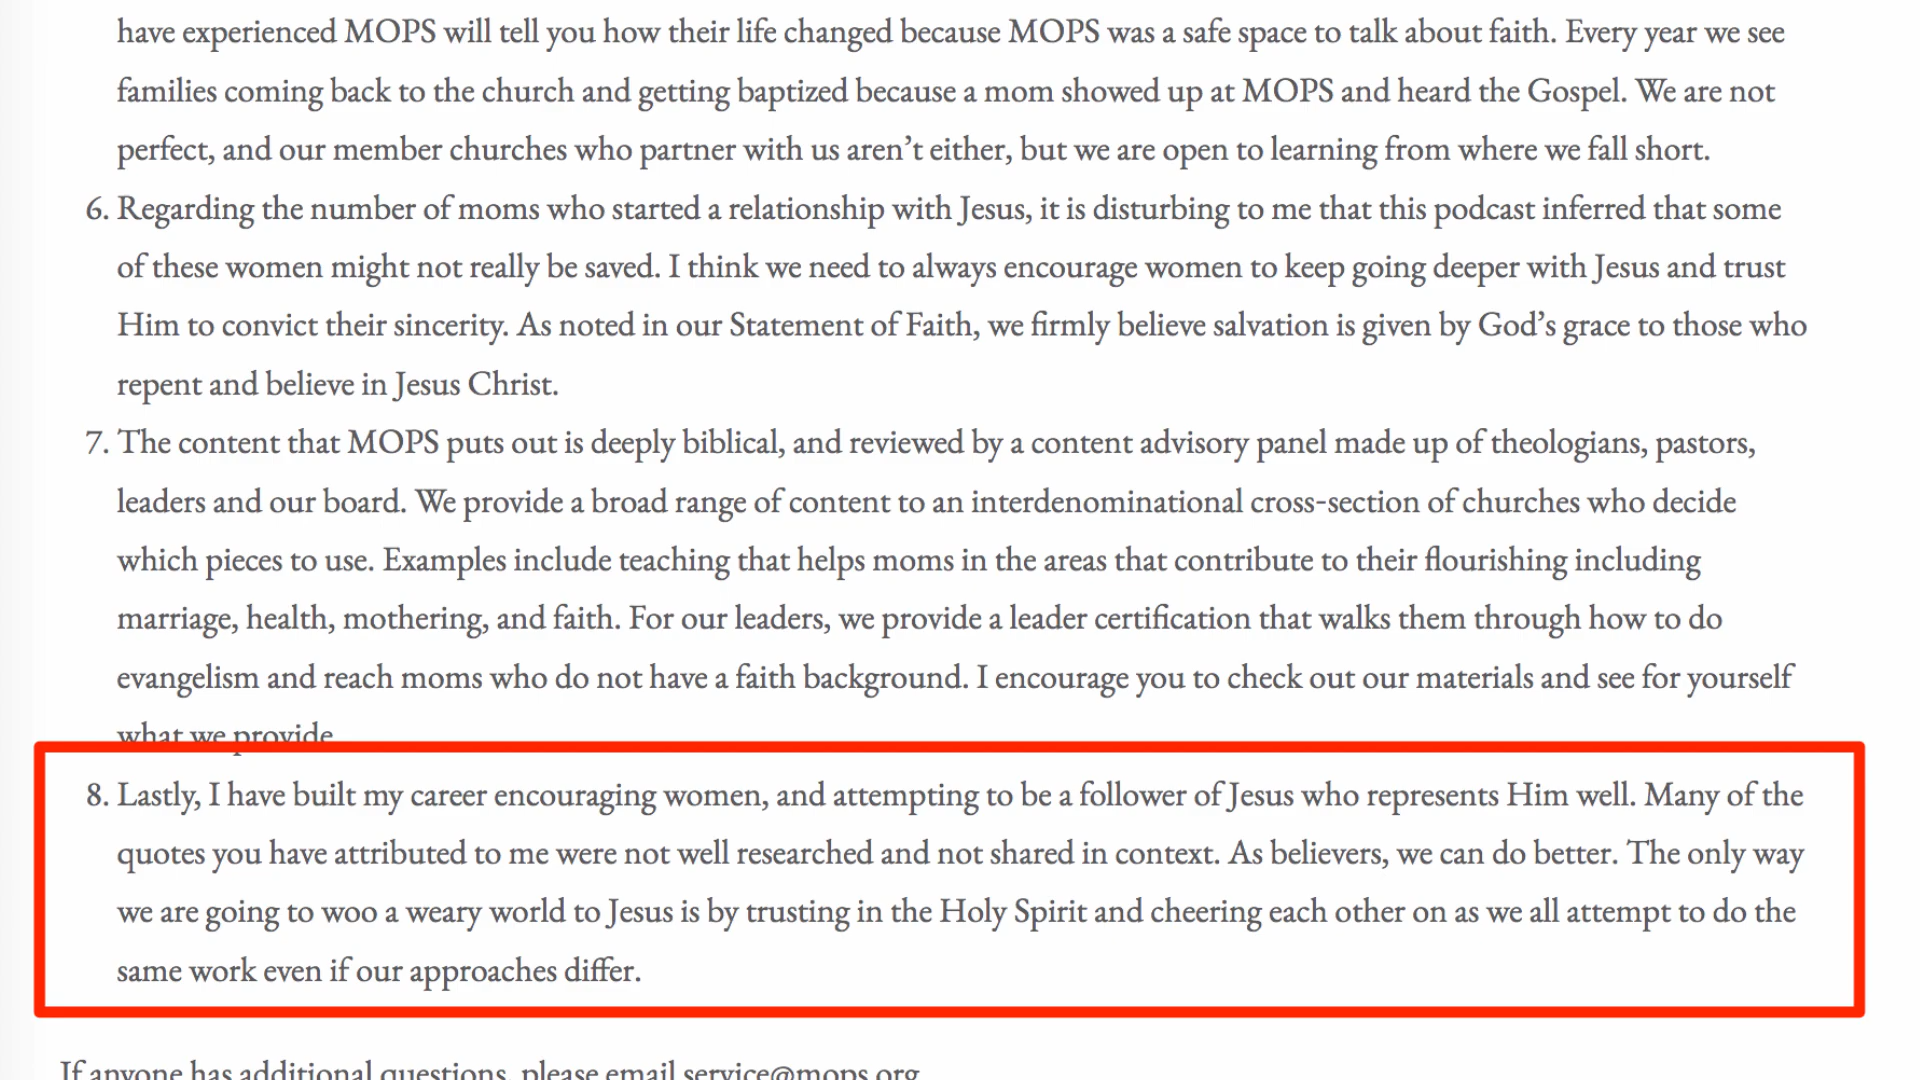 have experienced MOPS will tell you how their life changed because MOPS was a safe space to talk about faith. Every year we see
families coming back to the church and getting baptized because a mom showed up at MOPS and heard the Gospel. We are not
perfect, and our member churches who partner with us aren’t either, but we are open to learning from where we fall short.
6. Regarding the number of moms who started a relationship with Jesus, it is disturbing to me that this podcast inferred that some
of these women might not really be saved. I think we need to always encourage women to keep going deeper with Jesus and trust
Him to convict their sincerity. As noted in our Statement of Faith, we firmly believe salvation is given by God’s grace to those who
repent and believe in Jesus Christ.
7. The content that MOPS puts out is deeply biblical, and reviewed by a content advisory panel made up of theologians, pastors,
leaders and our board. We provide a broad range of content to an interdenominational cross-section of churches who decide
which pieces to use. Examples include teaching that helps moms in the areas that contribute to their flourishing including
marriage, health, mothering, and faith. For our leaders, we provide a leader certification that walks them through how to do
evangelism and reach moms who do not have a faith background. I encourage you to check out our materials and see for yourself
what we provide.
8. Lastly, I have built my career encouraging women, and attempting to be a follower of Jesus who represents Him well. Many of the
quotes you have attributed to me were not well researched and not shared in context. As believers, we can do better. The only way
we are going to woo a weary world to Jesus is by trusting in the Holy Spirit and cheering each other on as we all attempt to do the
same work even if our approaches differ.
If anyone has additional questions, please email service@mops.org